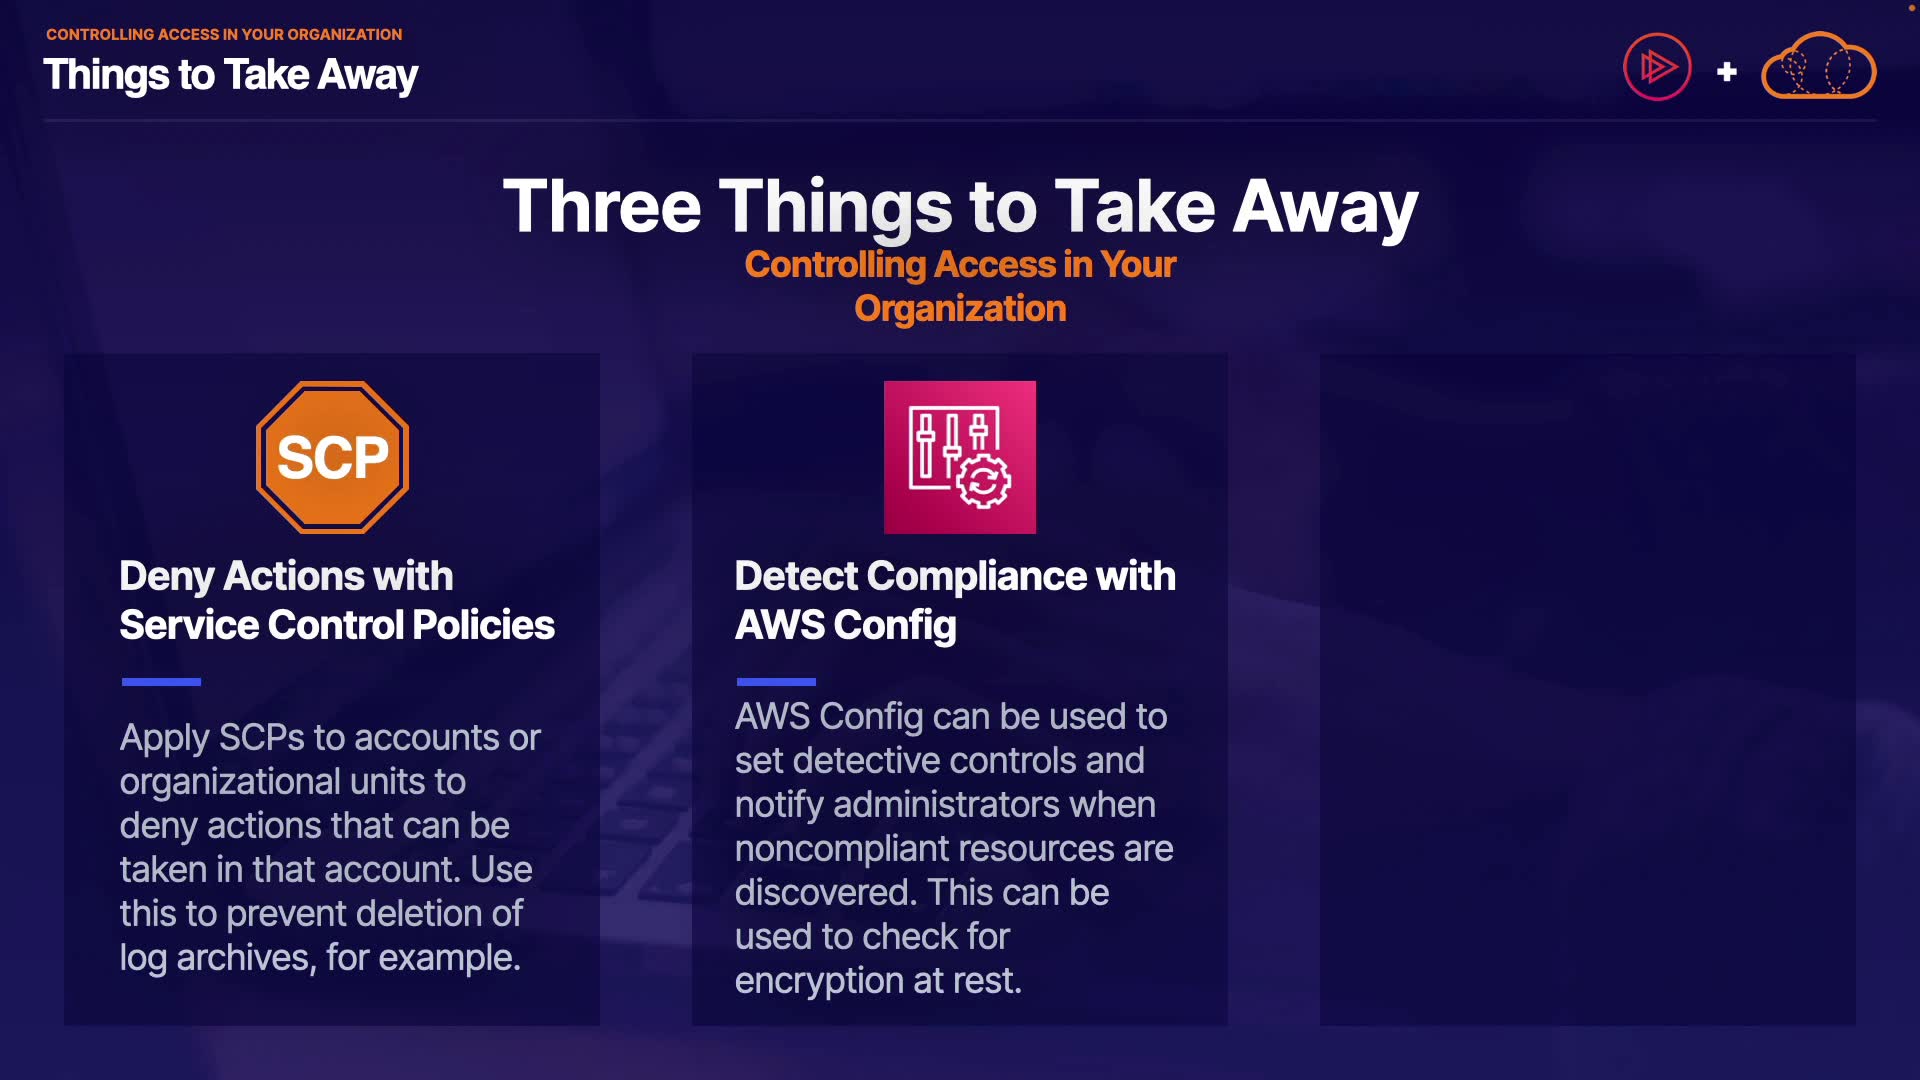 CONTROLLING ACCESS IN YOUR ORGANIZATION
Things to Take Away
Three Things to Take Away
Controlling Access in Your
Organization
SCP
Deny Actions with
Service Control Policies
Apply SCPs to accounts or
organizational units to
deny actions that can be
taken in that account. Use
this to prevent deletion of
log archives, for example.
Detect Compliance with
AWS Config
AWS Config can be used to
set detective controls and
notify administrators when
noncompliant resources are
discovered. This can be
used to check for
encryption at rest.